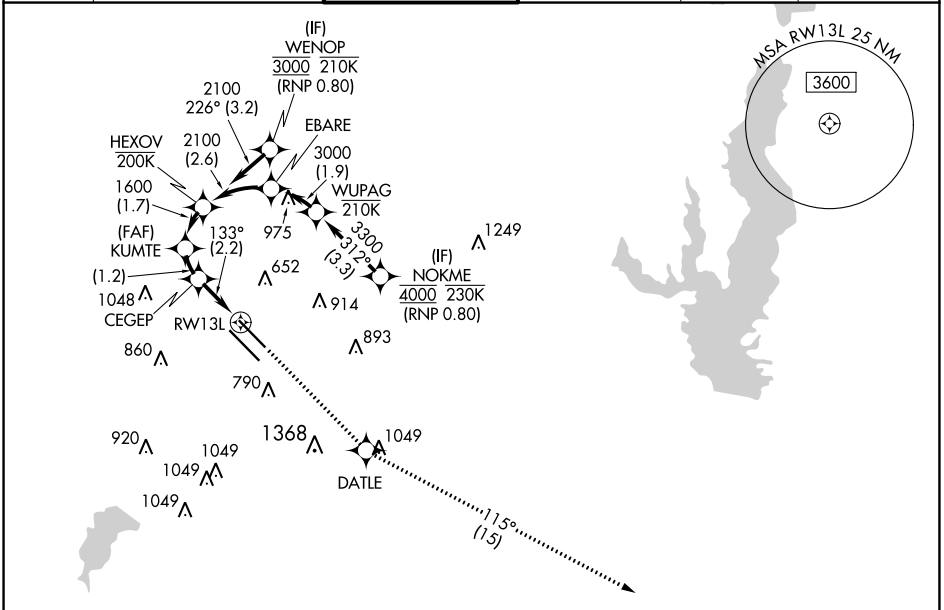 (IF)
WENOP
3000 210K
(RNP 0.80)
MSA RW13L 25 NM
3600
2100
226° (3.2)
EBARE
HEXOV
200K
2100
(2.6)
3000
(1.9)
WUPAG
210K
1600
(1.7)
975
(FAF)
KUMTE
133°
(2.2)
3300
312°
(3.3)
1249
(IF)
NOKME
4000 230K
(RNP 0.80)
(1.2)
652
1048
914
CEGEP
RW13L
893
860
790
1368
920
1049
1049
1049
1049
DATLE
115°
(15)